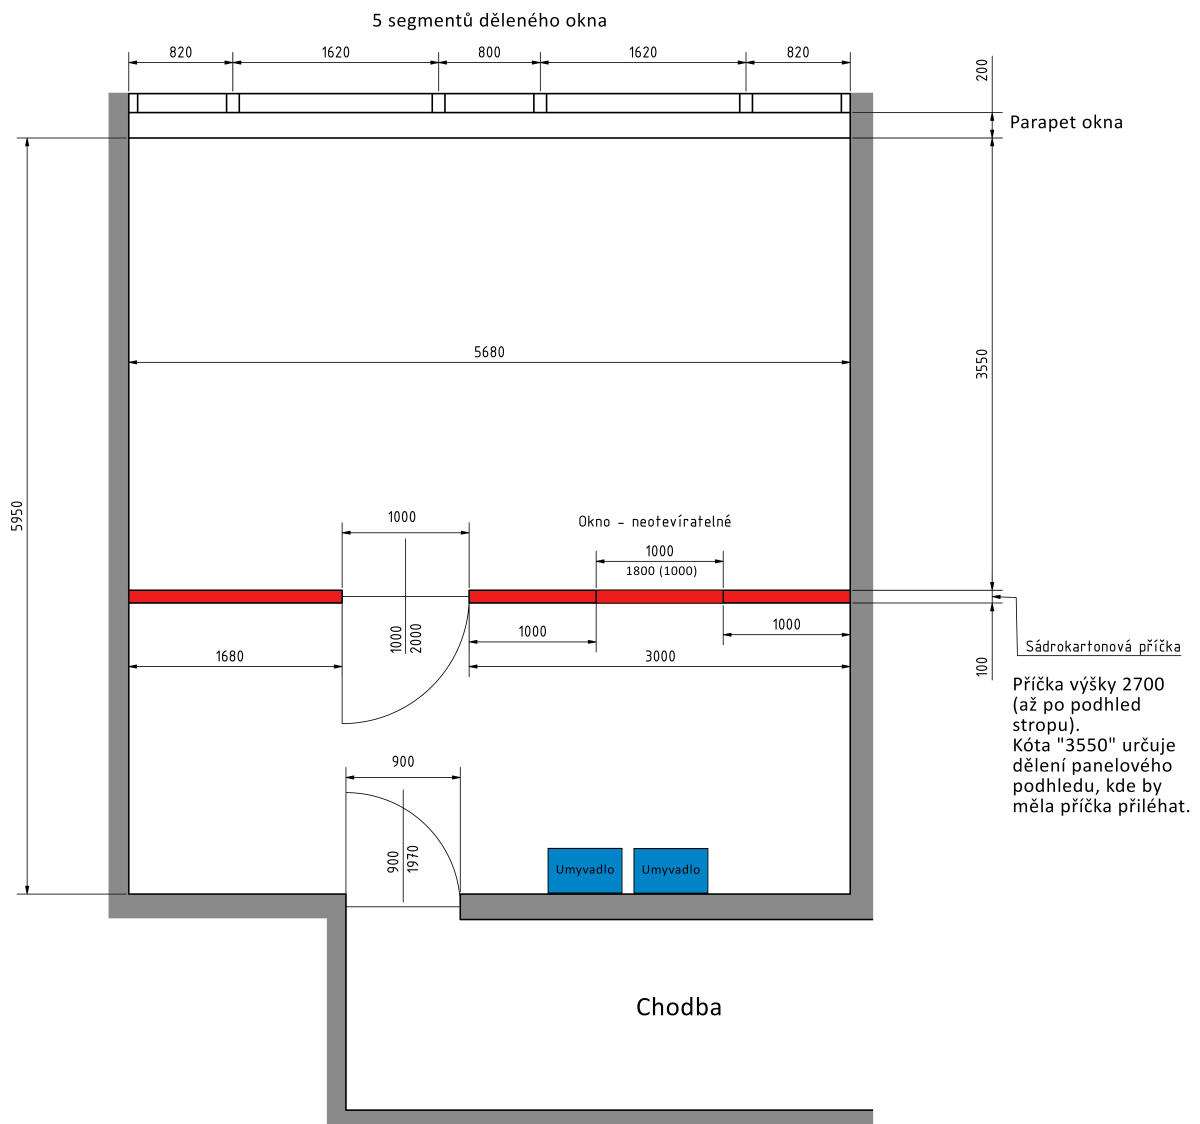 5 segmentů děleného okna
820
1620
800
1620
820
200
Parapet okna
5680
3550
5950
1000
Okno - neotevíratelné
1000
1800 (1000)
1000
2000
1000
1000
1680
3000
100
Sádrokartonová příčka
Příčka výšky 2700
(až po podhled
stropu).
Kóta "3550" určuje
dělení panelového
podhledu, kde by
měla příčka přiléhat.
900
900
1970
Umyvadlo
Umyvadlo
Chodba